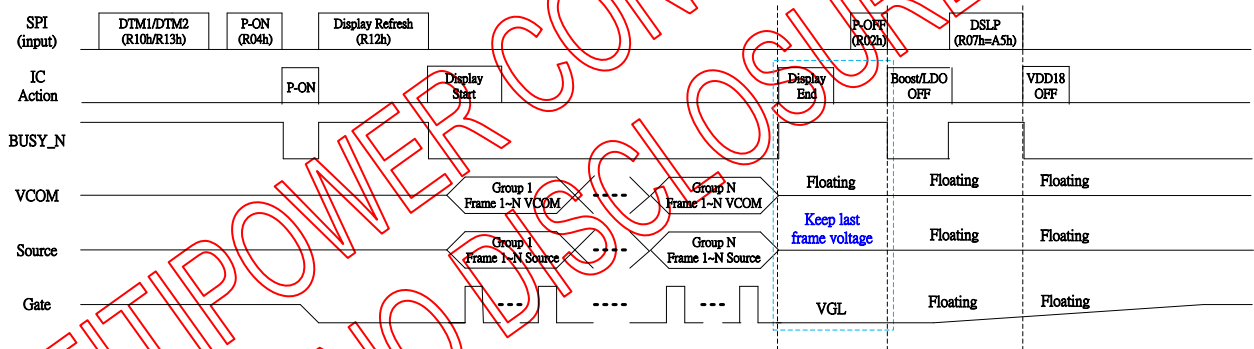 SPI
(input)
DTM1/DTM2
(R10h/R13h)
P-ON
(R04h)
Display Refresh
(R12h)
P-OFF
(R02h)
DSLP
(R07h=A5h)
IC
Action
P-ON
Display
Start
Display
End
Boost/LDO
OFF
VDD18
OFF
BUSY_N
VCOM
Group 1
Frame 1~N VCOM
Group N
Frame 1~N VCOM
Floating
Floating
Floating
Keep last
frame voltage
Source
Group 1
Frame 1~N Source
Group N
Frame 1~N Source
Floating
Floating
Gate
VGL
Floating
Floating
NO DISCLOSURE